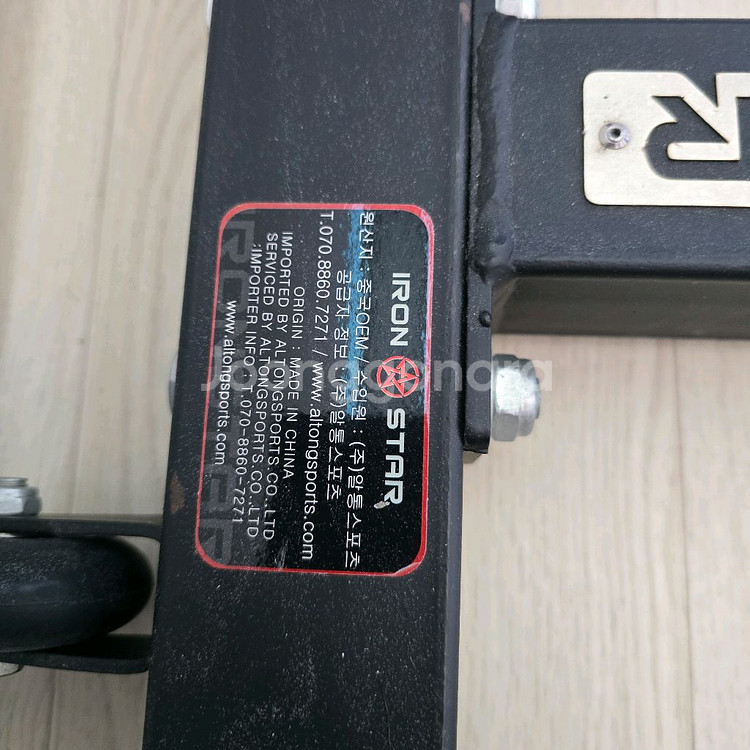 IRON STAR
원산지 : 중국OEM / 수입원 : (주)알통스포츠
공급자 정보 : (주)알통스포츠
T.070.8860.7271 / www.altongsports.com
ORIGIN : MADE IN CHINA
IMPORTED BY ALTONGSPORTS.CO.,LTD
SERVICED BY ALTONGSPORTS.CO.,LTD
:IMPORTER INFO : T.070-8860-7271
www.altongsports.com
IRON STAR
R
Joonggonara